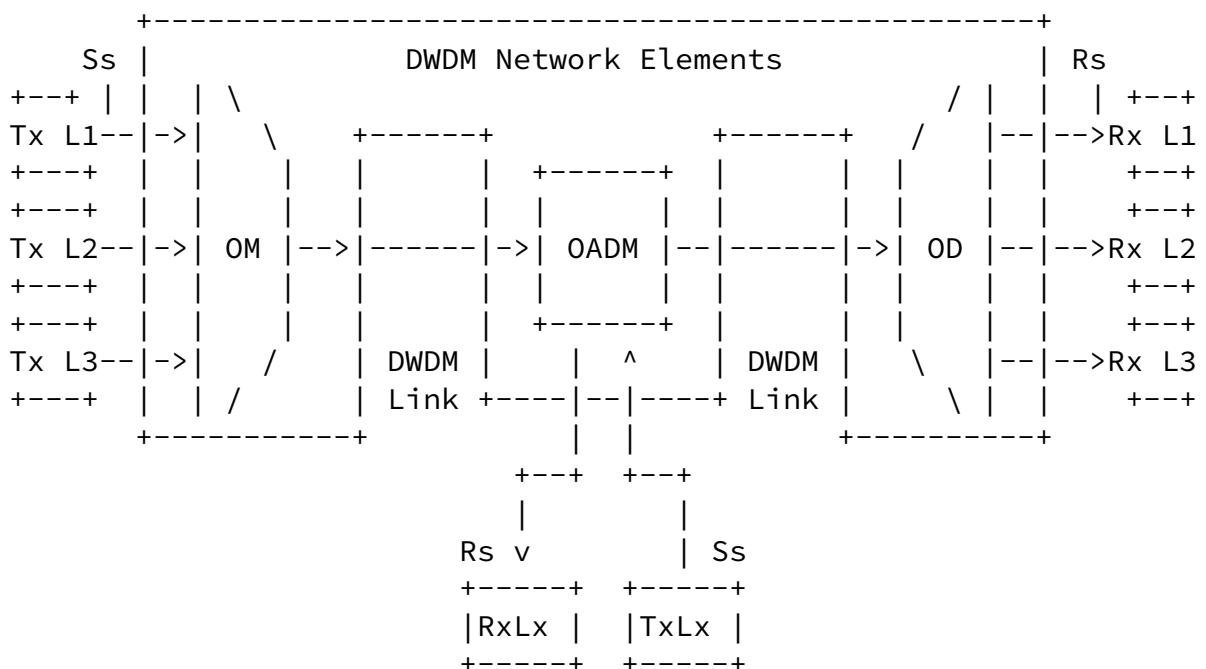 +-------------------------------------------------+
Ss | DWDM Network Elements | Rs
+--+ | | | \ / | | | +--+
Tx L1--|->| \ +------+ +------+ / |--|-->Rx L1
+---+ | | | | | +------+ | | | | | +--+
+---+ | | | | | | | | | | | | +--+
Tx L2--|->| OM |-->|------|->| OADM |--|------|->| OD |--|-->Rx L2
+---+ | | | | | | | | | | | | +--+
+---+ | | | | | +------+ | | | | | +--+
Tx L3--|->| / | DWDM | | ^ | DWDM | \ |--|-->Rx L3
+---+ | | / | Link +----|--|----+ Link | \ | | +--+
+-----------+ | | +----------+
+--+ +--+
| |
Rs v | Ss
+-----+ +-----+
|RxLx | |TxLx |
+-----+ +-----+